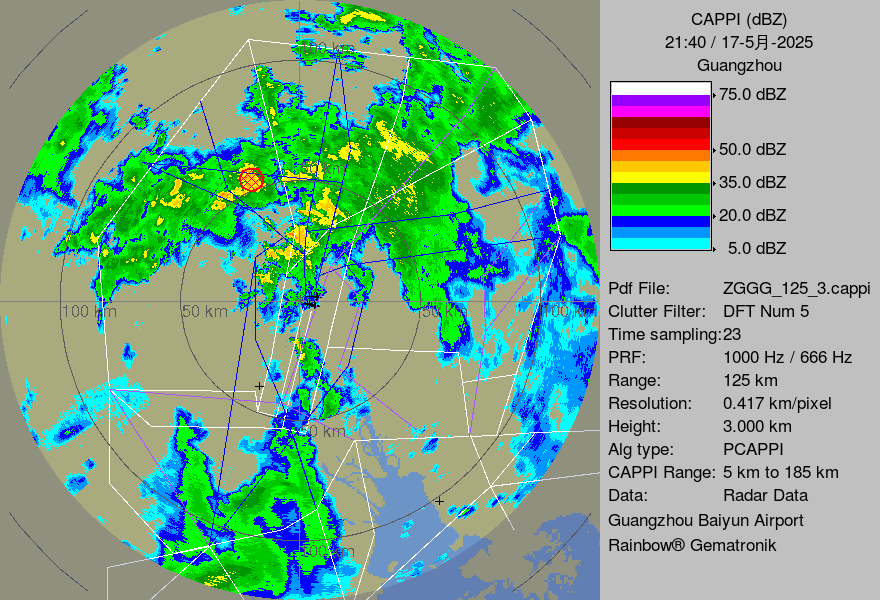 CAPPI (dBZ)
21:40 / 17-5月-2025
Guangzhou
75.0 dBZ
50.0 dBZ
35.0 dBZ
20.0 dBZ
5.0 dBZ
Pdf File: ZGGG_125_3.cappi
Clutter Filter: DFT Num 5
Time sampling:23
PRF: 1000 Hz / 666 Hz
Range: 125 km
Resolution: 0.417 km/pixel
Height: 3.000 km
Alg type: PCAPPI
CAPPI Range: 5 km to 185 km
Data: Radar Data
Guangzhou Baiyun Airport
Rainbow® Gematronik
100 km
100 km
50 km
50 km
100 km
50 km
100 km